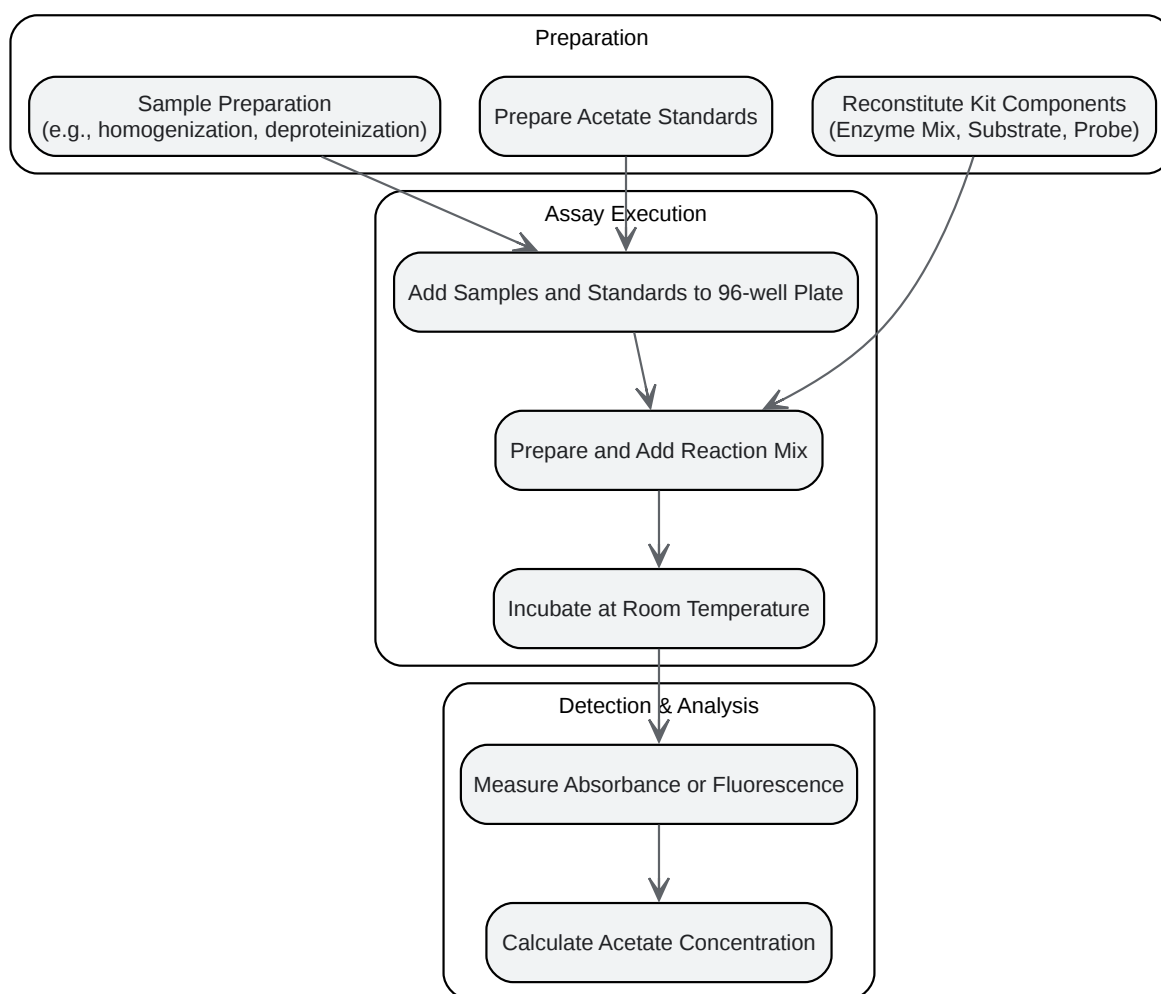 Preparation
Sample Preparation
(e.g., homogenization, deproteinization)
Prepare Acetate Standards
Reconstitute Kit Components
(Enzyme Mix, Substrate, Probe)
Assay Execution
Add Samples and Standards to 96-well Plate
Prepare and Add Reaction Mix
Incubate at Room Temperature
Detection & Analysis
Measure Absorbance or Fluorescence
Calculate Acetate Concentration